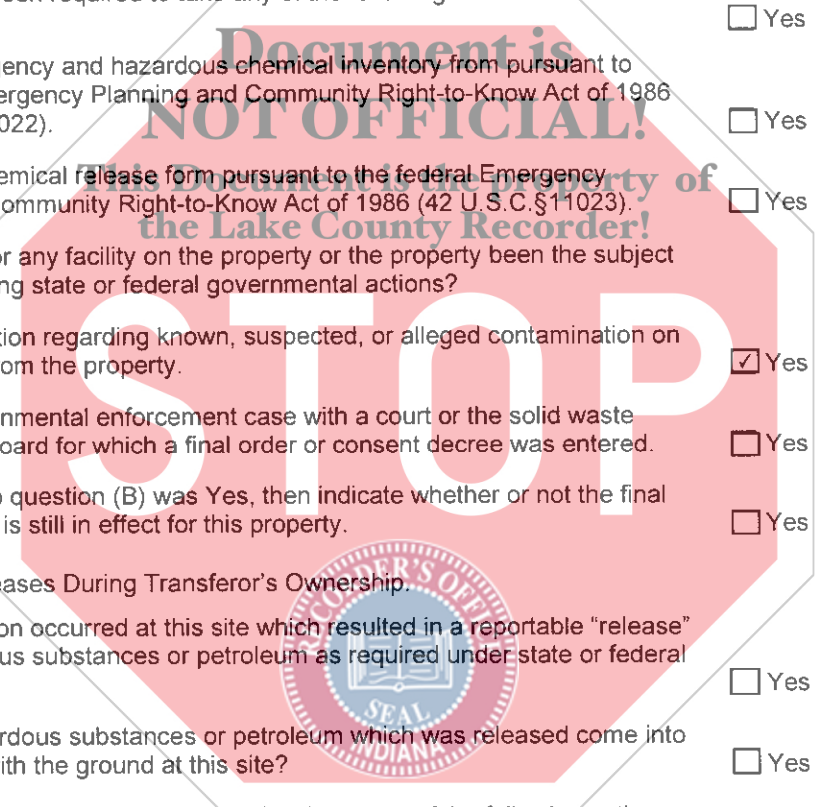 Yes
ency and hazardous chemical inventory from pursuant to
ergency Planning and Community Right-to-Know Act of 1986
022).
Yes
emical release form pursuant to the federal Emergency
ommunity Right-to-Know Act of 1986 (42 U.S.C.§11023).
Yes
or any facility on the property or the property been the subject
ng state or federal governmental actions?
tion regarding known, suspected, or alleged contamination on
om the property.
✓ Yes
nmental enforcement case with a court or the solid waste
oard for which a final order or consent decree was entered.
Yes
o question (B) was Yes, then indicate whether or not the final
is still in effect for this property.
Yes
eases During Transferor's Ownership.
on occurred at this site which resulted in a reportable “release”
us substances or petroleum as required under state or federal
Yes
rdous substances or petroleum which was released come into
ith the ground at this site?
Yes
Document is
NOT OFFICIAL!
This Document is the property of
the Lake County Recorder!
STOP
RECORDER'S OFFICE
SEAL
INDIANA